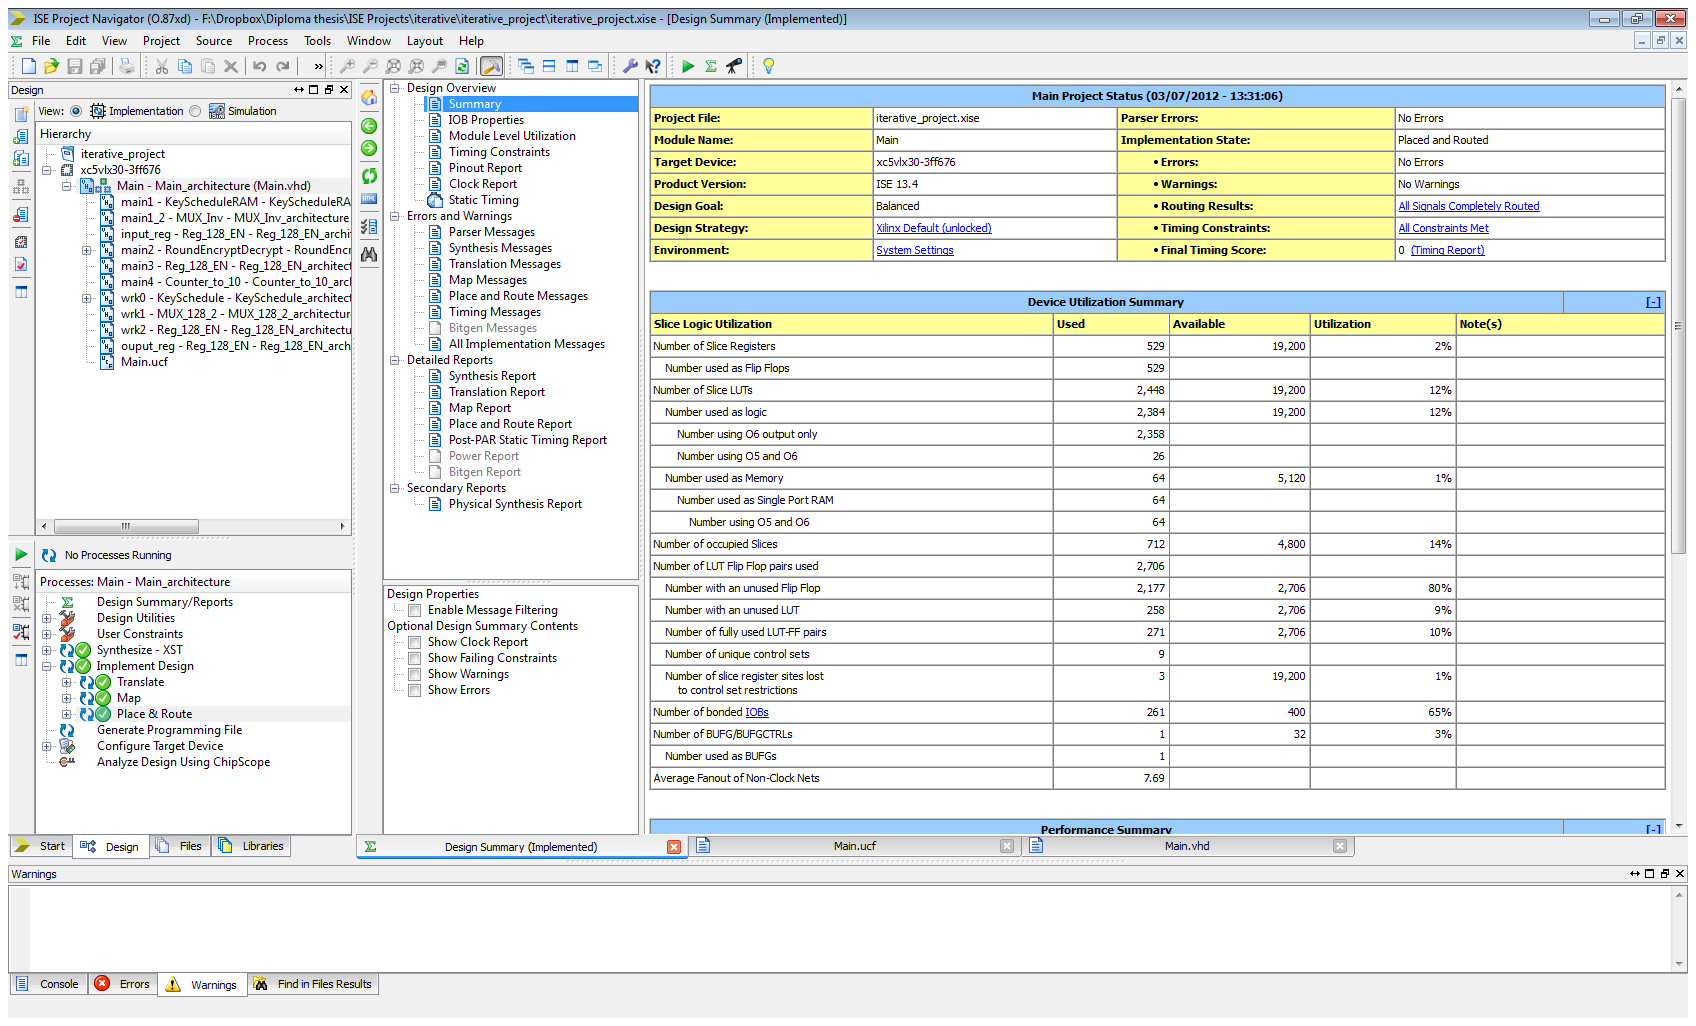 ISE Project Navigator (O.87xd) - F:\Dropbox\Diploma thesis\ISE Projects\iterative\iterative_project\iterative_project.xise - [Design Summary (Implemented)]
File Edit View Project Source Process Tools Window Layout Help
»
Design
View: Implementation Simulation
Hierarchy
iterative_project
xc5vlx30-3ff676
Main - Main_architecture (Main.vhd)
main1 - KeyScheduleRAM - KeyScheduleRA
main1_2 - MUX_Inv - MUX_Inv_architecture
input_reg - Reg_128_EN - Reg_128_EN_archi
main2 - RoundEncryptDecrypt - RoundEncr
main3 - Reg_128_EN - Reg_128_EN_architect
main4 - Counter_to_10 - Counter_to_10_arcl
wrk0 - KeySchedule - KeySchedule_architect
wrk1 - MUX_128_2 - MUX_128_2_architecture
wrk2 - Reg_128_EN - Reg_128_EN_architectu
ouput_reg - Reg_128_EN - Reg_128_EN_arch
Main.ucf
No Processes Running
Processes: Main - Main_architecture
Design Summary/Reports
Design Utilities
User Constraints
Synthesize - XST
Implement Design
Translate
Map
Place & Route
Generate Programming File
Configure Target Device
Analyze Design Using ChipScope
Start Design Files Libraries
Design Overview
Summary
IOB Properties
Module Level Utilization
Timing Constraints
Pinout Report
Clock Report
Static Timing
Errors and Warnings
Parser Messages
Synthesis Messages
Translation Messages
Map Messages
Place and Route Messages
Timing Messages
Bitgen Messages
All Implementation Messages
Detailed Reports
Synthesis Report
Translation Report
Map Report
Place and Route Report
Post-PAR Static Timing Report
Power Report
Bitgen Report
Secondary Reports
Physical Synthesis Report
Design Properties
Enable Message Filtering
Optional Design Summary Contents
Show Clock Report
Show Failing Constraints
Show Warnings
Show Errors
Main Project Status (03/07/2012 - 13:31:06)
Project File: iterative_project.xise Parser Errors: No Errors
Module Name: Main Implementation State: Placed and Routed
Target Device: xc5vlx30-3ff676 • Errors: No Errors
Product Version: ISE 13.4 • Warnings: No Warnings
Design Goal: Balanced • Routing Results: All Signals Completely Routed
Design Strategy: Xilinx Default (unlocked) • Timing Constraints: All Constraints Met
Environment: System Settings • Final Timing Score: 0 (Timing Report)
Device Utilization Summary [-]
Slice Logic Utilization Used Available Utilization Note(s)
Number of Slice Registers 529 19,200 2%
Number used as Flip Flops 529
Number of Slice LUTs 2,448 19,200 12%
Number used as logic 2,384 19,200 12%
Number using O6 output only 2,358
Number using O5 and O6 26
Number used as Memory 64 5,120 1%
Number used as Single Port RAM 64
Number using O5 and O6 64
Number of occupied Slices 712 4,800 14%
Number of LUT Flip Flop pairs used 2,706
Number with an unused Flip Flop 2,177 2,706 80%
Number with an unused LUT 258 2,706 9%
Number of fully used LUT-FF pairs 271 2,706 10%
Number of unique control sets 9
Number of slice register sites lost
to control set restrictions 3 19,200 1%
Number of bonded IOBs 261 400 65%
Number of BUFG/BUFGCTRLs 1 32 3%
Number used as BUFGs 1
Average Fanout of Non-Clock Nets 7.69
Performance Summary [-]
Design Summary (Implemented) Main.ucf Main.vhd
Warnings
Console Errors Warnings Find in Files Results